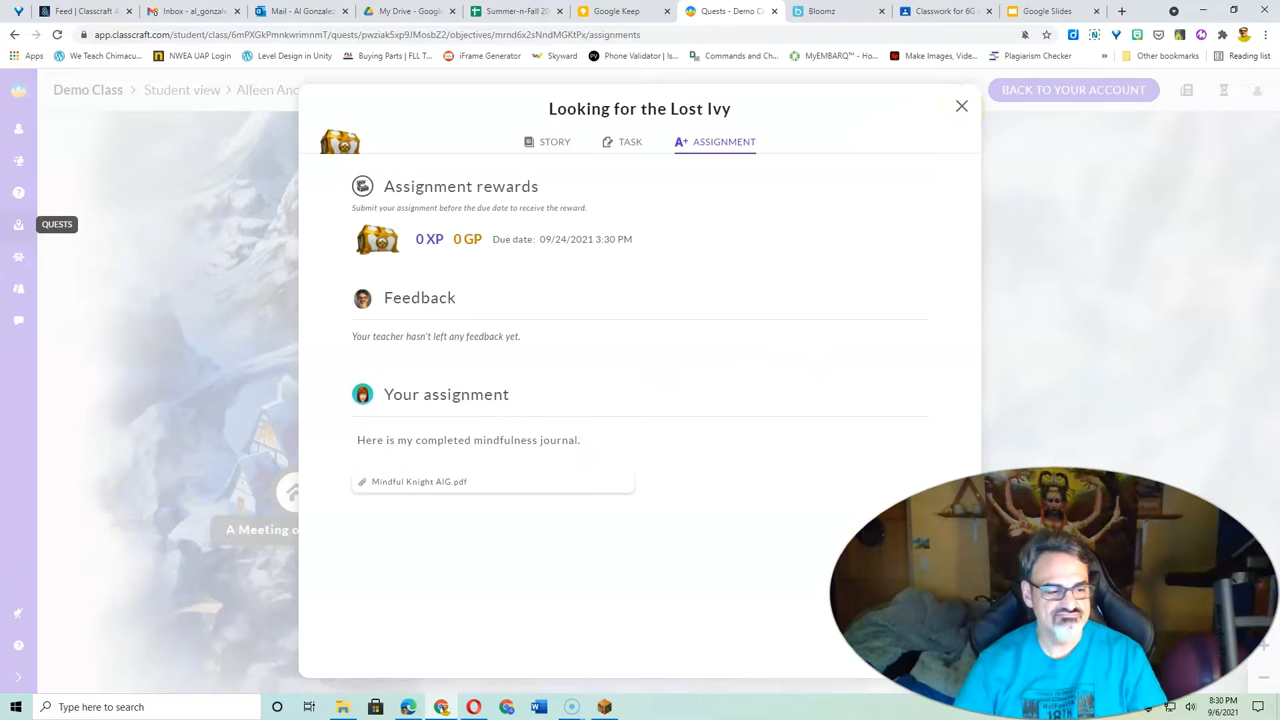 Feed | Classcraft A
Inbox - al_gonzale
Mail - Al Gonzalez
My Drive - Google
Summer-n-Fall 20
Google Keep
Quests - Demo C
Bloomz
Classwork for 6G
Google Slides
app.classcraft.com/student/class/6mPXGkPmnkwrimnmT/quests/pwziakSxp9JMosbZ2/objectives/mrnd6x2sNndMGKtPx/assignments
Apps
We Teach Chimacu...
NWEA UAP Login
Level Design in Unity
Buying Parts | FLL T...
iFrame Generator
Skyward
Phone Validator | Is...
Commands and C...
MyEMBARQ™ - Ho...
Make Images, Vide...
Plagiarism Checker
Other bookmarks
Reading list
Demo Class > Student view > Alleen Anc
BACK TO YOUR ACCOUNT
Looking for the Lost Ivy
STORY
TASK
A+ ASSIGNMENT
Assignment rewards
Submit your assignment before the due date to receive the reward.
QUESTS
0 XP 0 GP Due date: 09/24/2021 3:30 PM
Feedback
Your teacher hasn't left any feedback yet.
Your assignment
Here is my completed mindfulness journal.
Mindful Knight AIG.pdf
A Meeting o
18TH
Type here to search
8:30 PM
9/6/2021